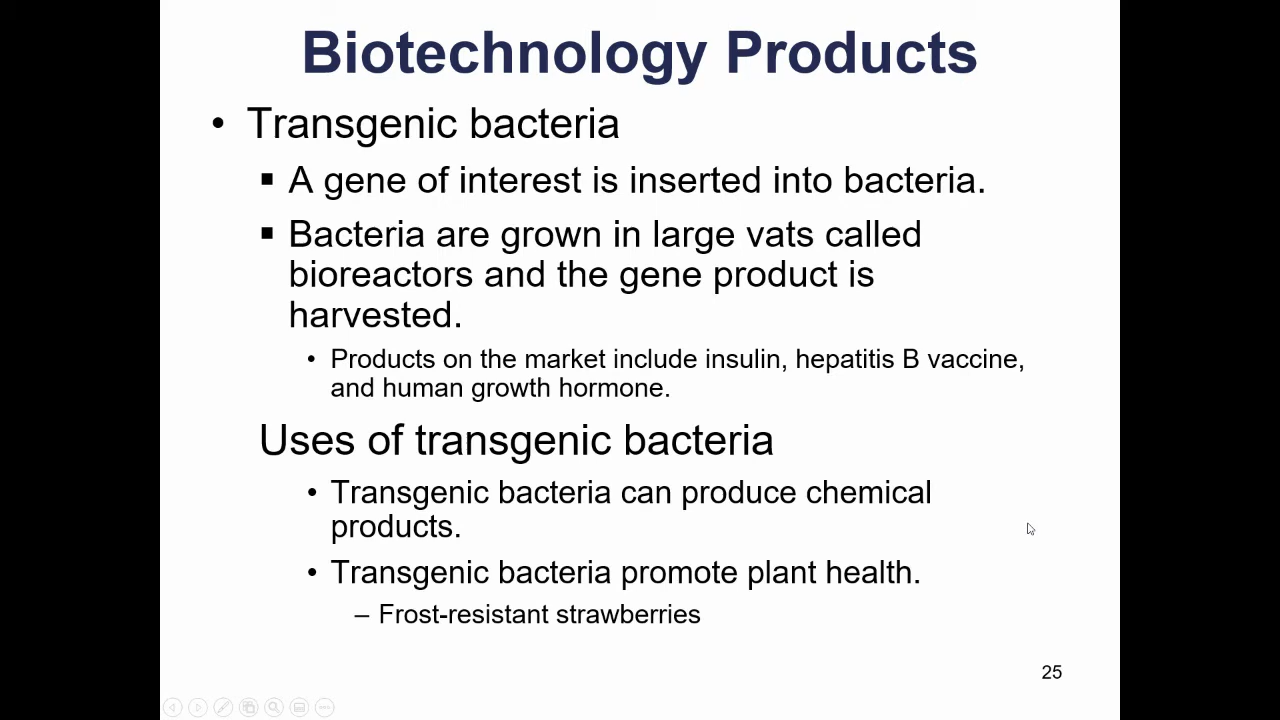 Biotechnology Products
• Transgenic bacteria
▪ A gene of interest is inserted into bacteria.
▪ Bacteria are grown in large vats called
bioreactors and the gene product is
harvested.
• Products on the market include insulin, hepatitis B vaccine,
and human growth hormone.
Uses of transgenic bacteria
• Transgenic bacteria can produce chemical
products.
• Transgenic bacteria promote plant health.
– Frost-resistant strawberries
25